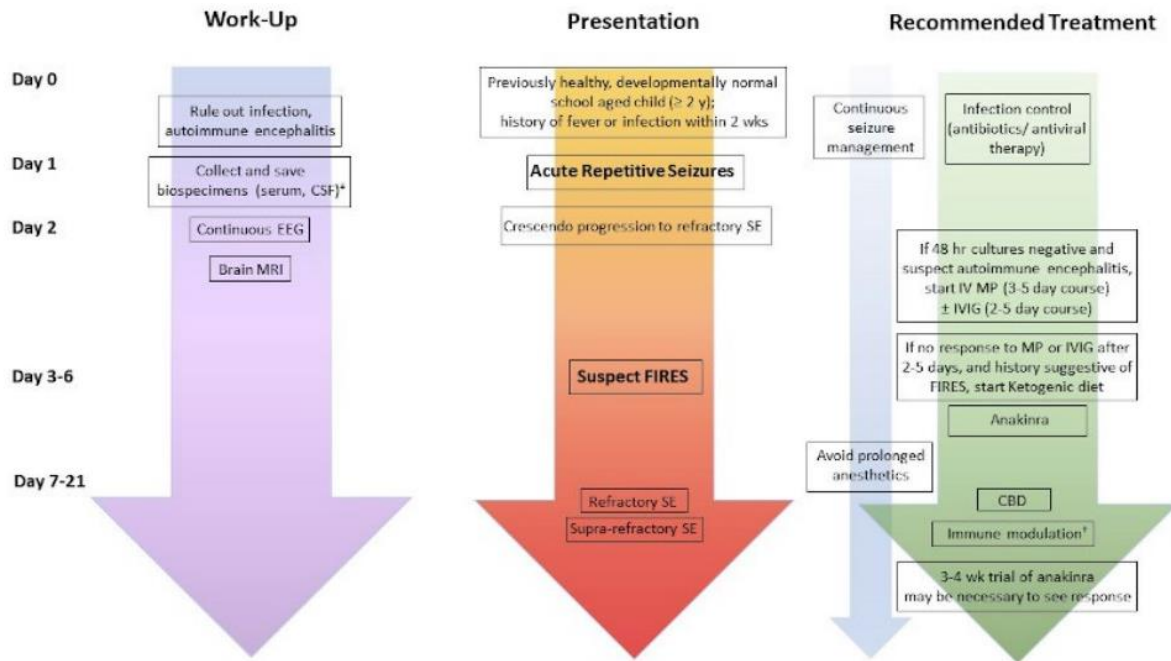 Work-Up
Presentation
Recommended Treatment
Day 0
Day 1
Day 2
Day 3-6
Day 7-21
Rule out infection,
autoimmune encephalitis
Collect and save
biospecimens (serum, CSF)⁺
Continuous EEG
Brain MRI
Previously healthy, developmentally normal
school aged child (≥ 2 y);
history of fever or infection within 2 wks
Acute Repetitive Seizures
Crescendo progression to refractory SE
Suspect FIRES
Refractory SE
Supra-refractory SE
Continuous
seizure
management
Avoid prolonged
anesthetics
Infection control
(antibiotics/ antiviral
therapy)
If 48 hr cultures negative and
suspect autoimmune encephalitis,
start IV MP (3-5 day course)
± IVIG (2-5 day course)
If no response to MP or IVIG after
2-5 days, and history suggestive of
FIRES, start Ketogenic diet
Anakinra
CBD
Immune modulation†
3-4 wk trial of anakinra
may be necessary to see response